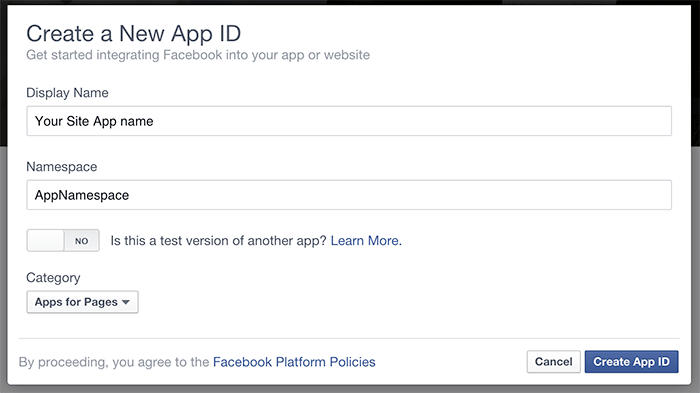 Create a New App ID
Get started integrating Facebook into your app or website
Display Name
Your Site App name
Namespace
AppNamespace
NO Is this a test version of another app? Learn More.
Category
Apps for Pages
By proceeding, you agree to the Facebook Platform Policies Cancel Create App ID